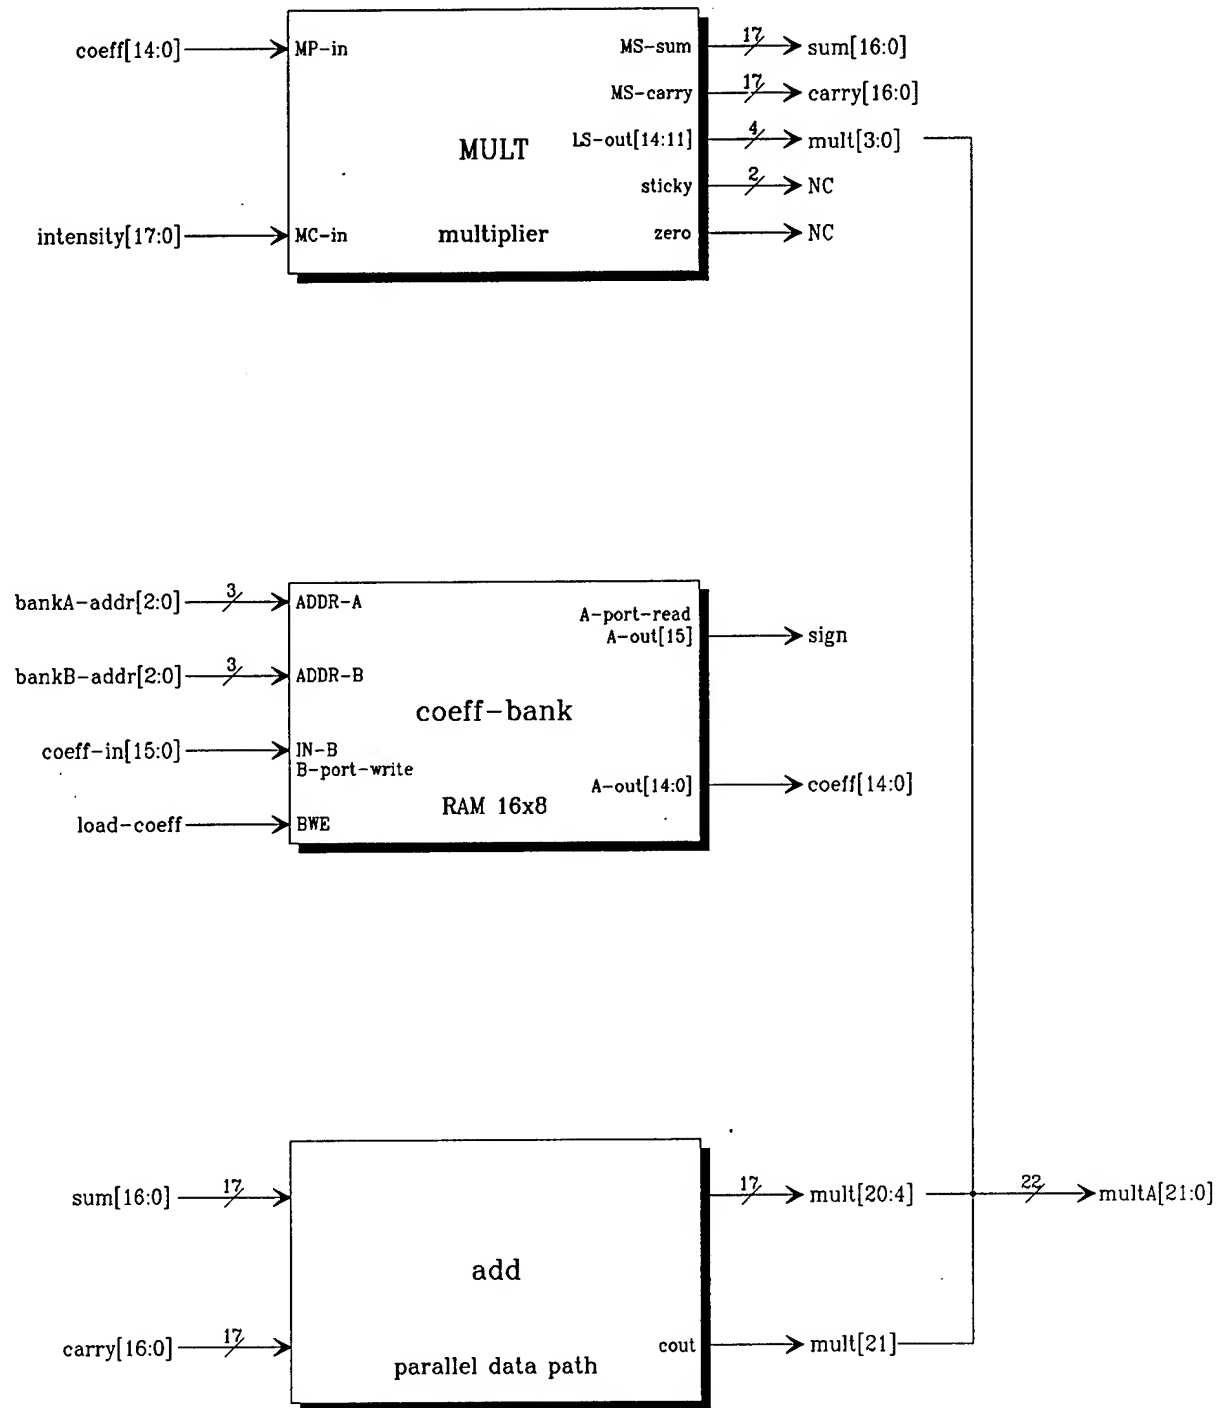 coeff[14:0]
MP-in
MS-sum
17
sum[16:0]
MS-carry
17
carry[16:0]
MULT
LS-out[14:11]
4
mult[3:0]
sticky
2
NC
intensity[17:0]
MC-in
multiplier
zero
NC
bankA-addr[2:0]
3
ADDR-A
A-port-read
A-out[15]
sign
bankB-addr[2:0]
3
ADDR-B
coeff-bank
coeff-in[15:0]
IN-B
B-port-write
A-out[14:0]
coeff[14:0]
RAM 16x8
load-coeff
BWE
sum[16:0]
17
17
mult[20:4]
22
multA[21:0]
add
carry[16:0]
17
cout
mult[21]
parallel data path